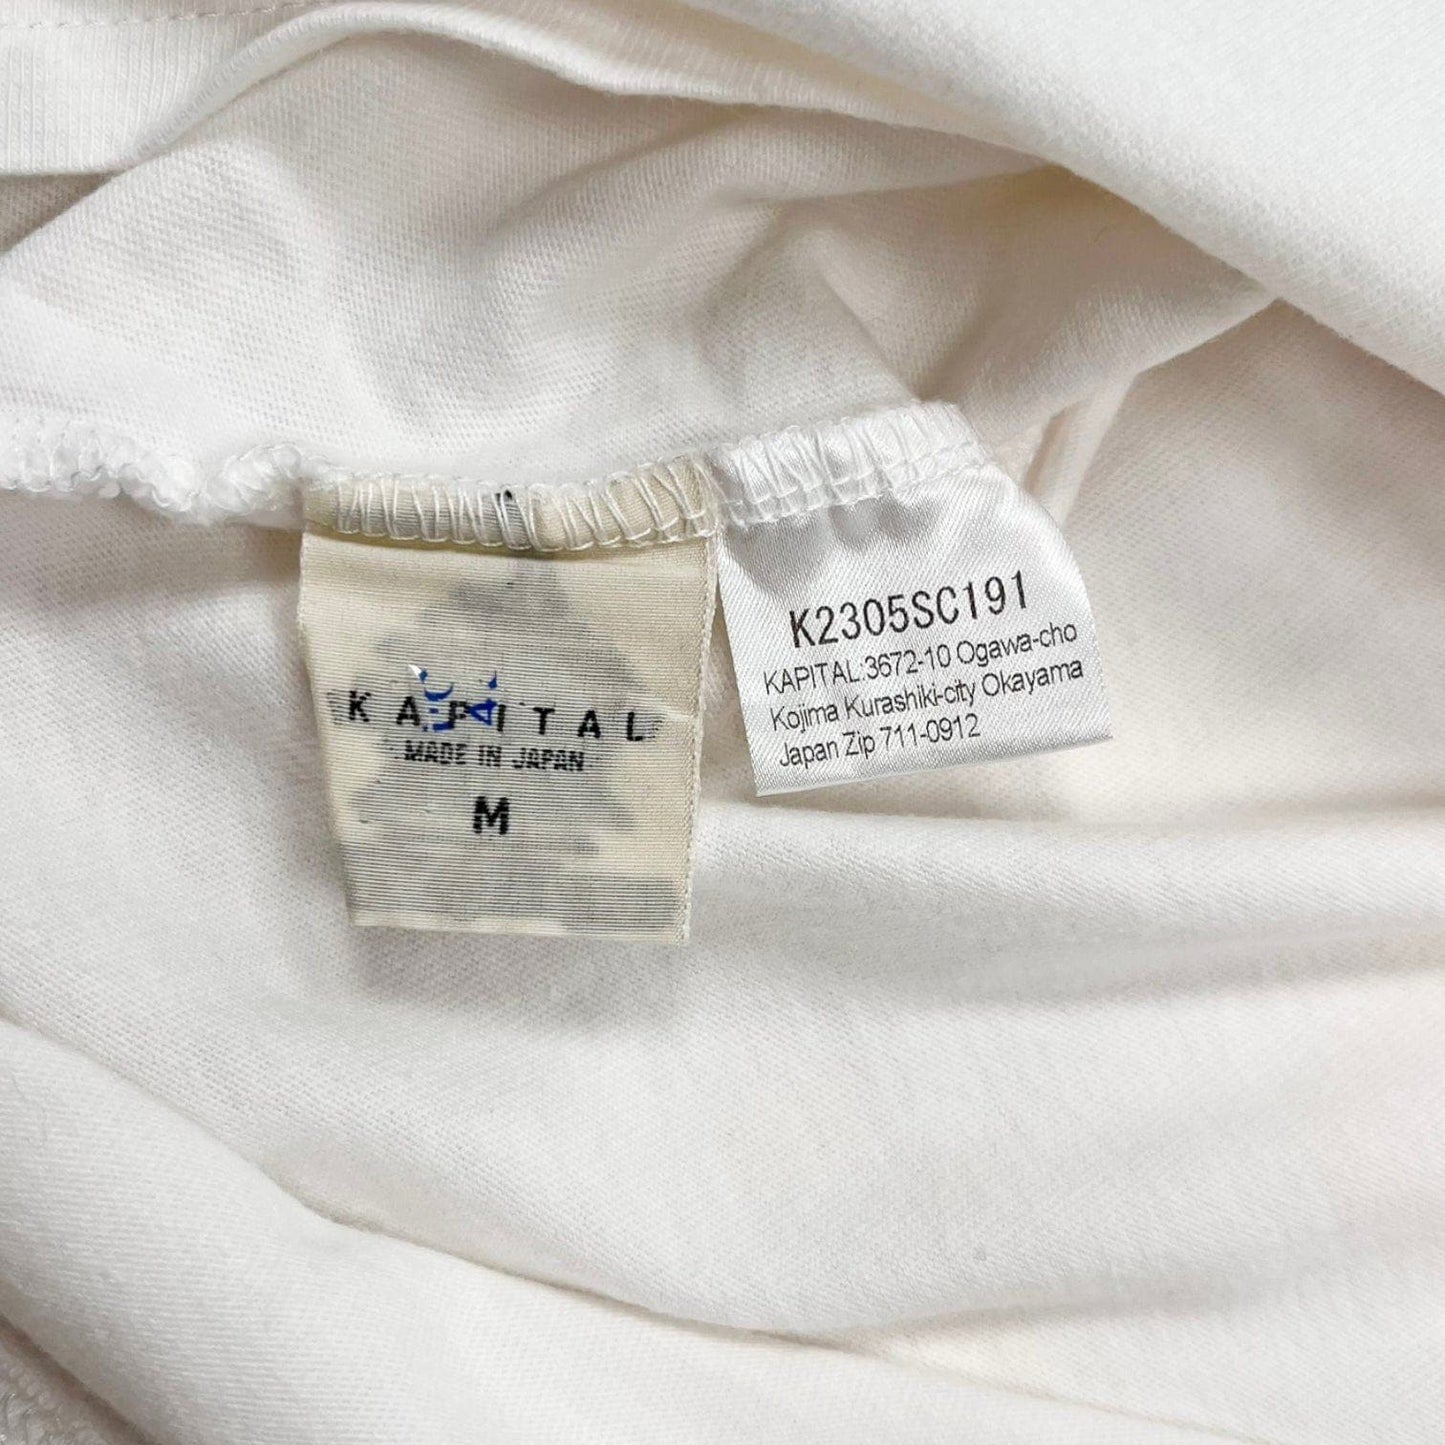 KAPITAL
MADE IN JAPAN
M
K2305SC191
KAPITAL:3672-10 Ogawa-cho
Kojima Kurashiki-city Okayama
Japan Zip 711-0912